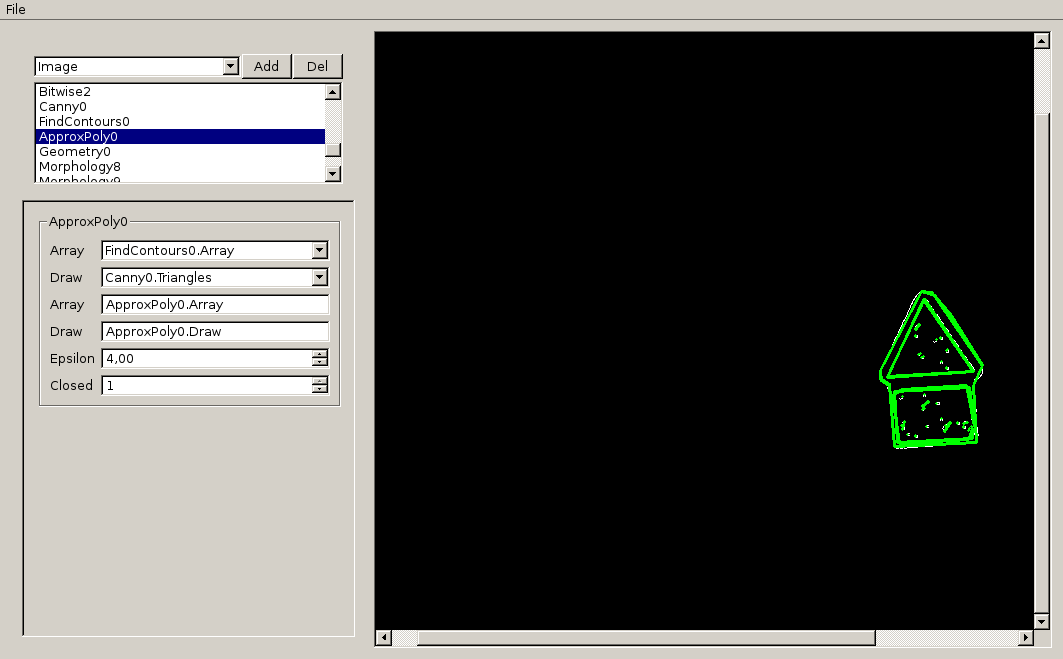 File
Image Add Del
Bitwise2
Canny0
FindContours0
ApproxPoly0
Geometry0
Morphology8
Morphology9
ApproxPoly0
Array FindContours0.Array
Draw Canny0.Triangles
Array ApproxPoly0.Array
Draw ApproxPoly0.Draw
Epsilon 4,00
Closed 1